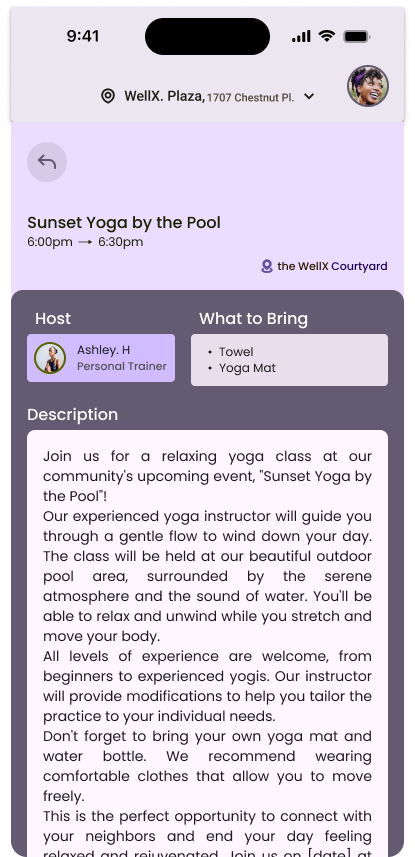 9:41
WellX. Plaza, 1707 Chestnut Pl.
Sunset Yoga by the Pool
6:00pm → 6:30pm
the WellX Courtyard
Host
Ashley. H
Personal Trainer
What to Bring
• Towel
• Yoga Mat
Description
Join us for a relaxing yoga class at our
community's upcoming event, "Sunset Yoga by
the Pool"!
Our experienced yoga instructor will guide you
through a gentle flow to wind down your day.
The class will be held at our beautiful outdoor
pool area, surrounded by the serene
atmosphere and the sound of water. You'll be
able to relax and unwind while you stretch and
move your body.
All levels of experience are welcome, from
beginners to experienced yogis. Our instructor
will provide modifications to help you tailor the
practice to your individual needs.
Don't forget to bring your own yoga mat and
water bottle. We recommend wearing
comfortable clothes that allow you to move
freely.
This is the perfect opportunity to connect with
your neighbors and end your day feeling
relaxed and rejuvenated. Join us on [date] at